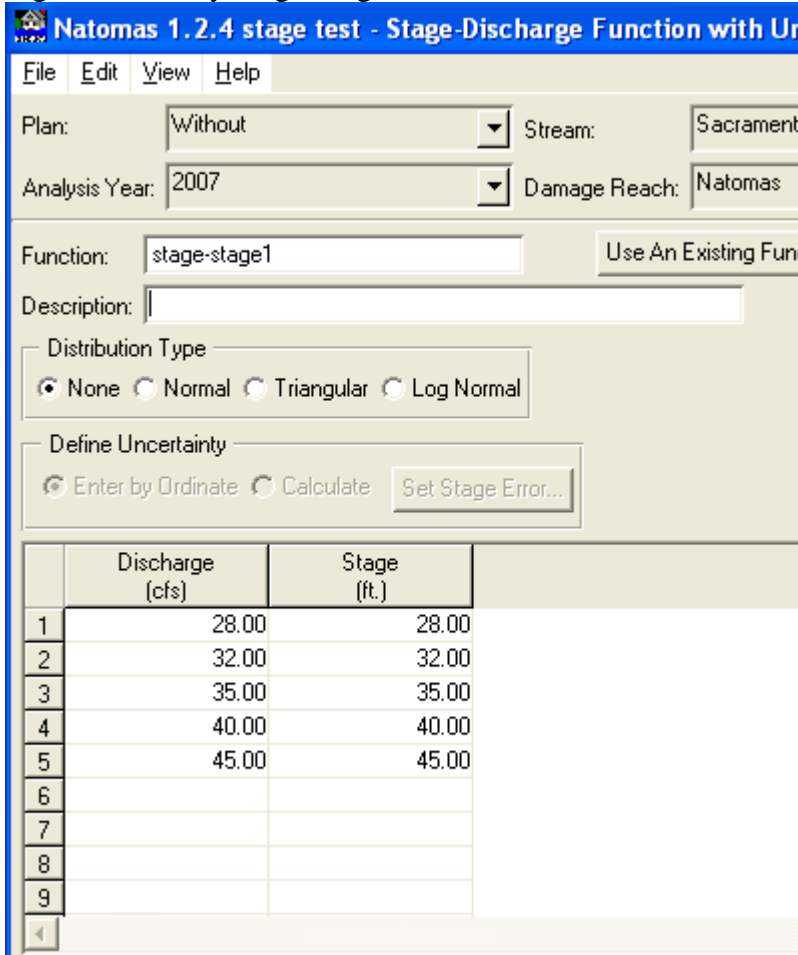 Natomas 1.2.4 stage test - Stage-Discharge Function with Un
File Edit View Help
Plan: Without Stream: Sacrament
Analysis Year: 2007 Damage Reach: Natomas
Function: stage-stage1 Use An Existing Fun
Description:
Distribution Type
None Normal Triangular Log Normal
Define Uncertainty
Enter by Ordinate Calculate Set Stage Error...
Discharge Stage
(cfs) (ft.)
1 28.00 28.00
2 32.00 32.00
3 35.00 35.00
4 40.00 40.00
5 45.00 45.00
6
7
8
9